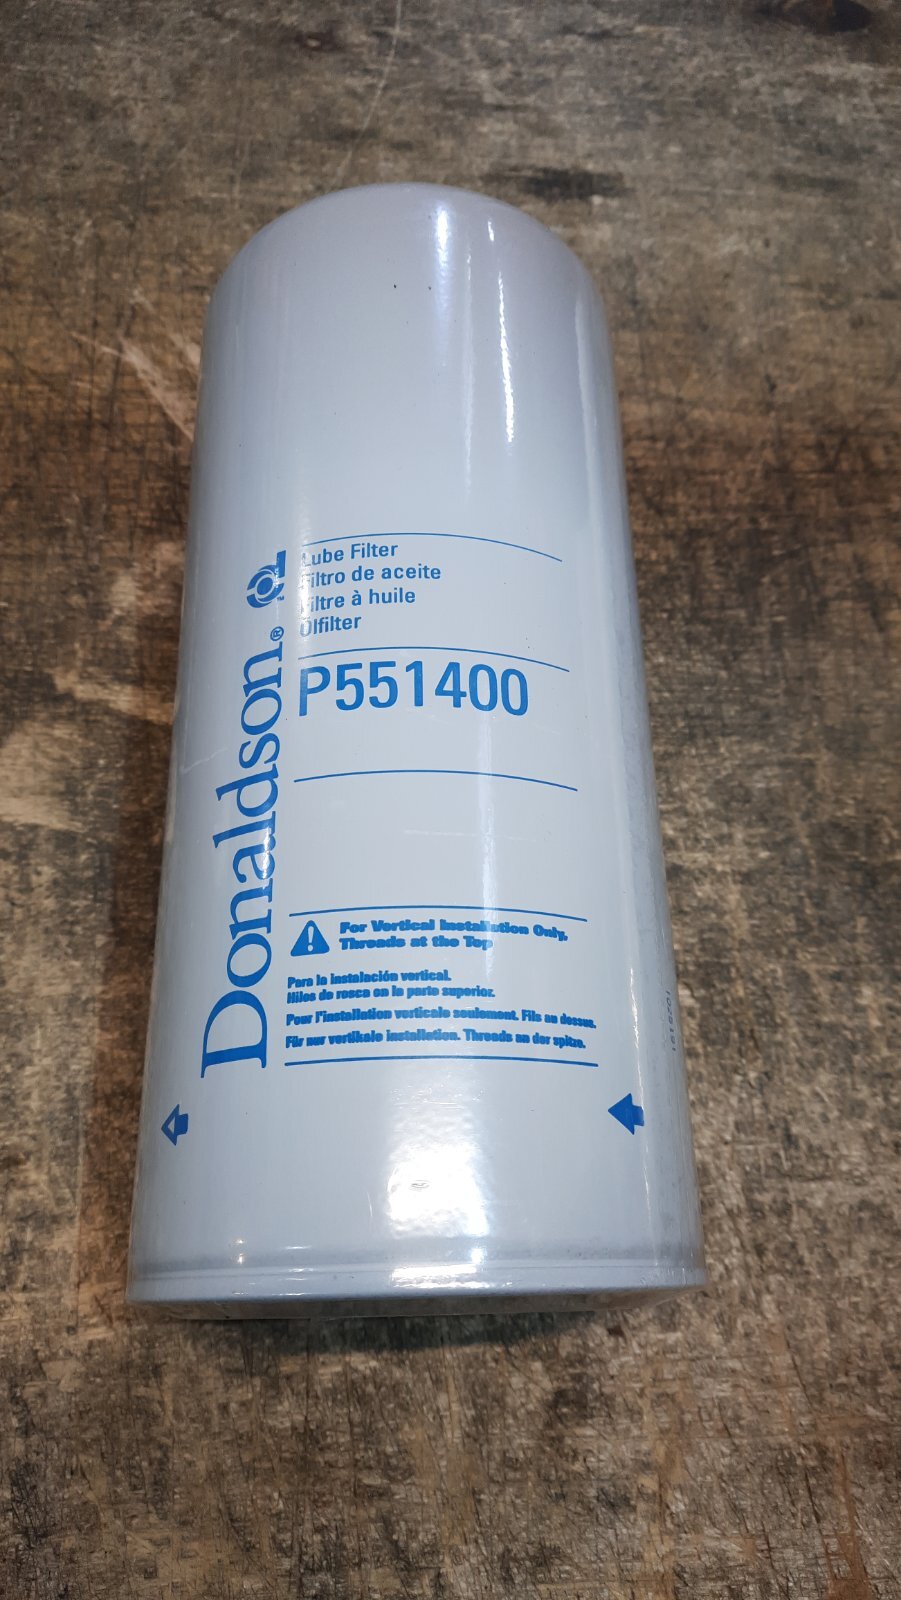 Donaldson®
Lube Filter
Filtro de aceite
Filtre à huile
Ölfilter
P551400
For Vertical Installation Only,
Threads at the Top
Para la instalación vertical.
Hilos de rosca en la parte superior.
Pour l'installation verticale seulement. Fils au dessus.
Für nur vertikale installation. Threads an der spitze.